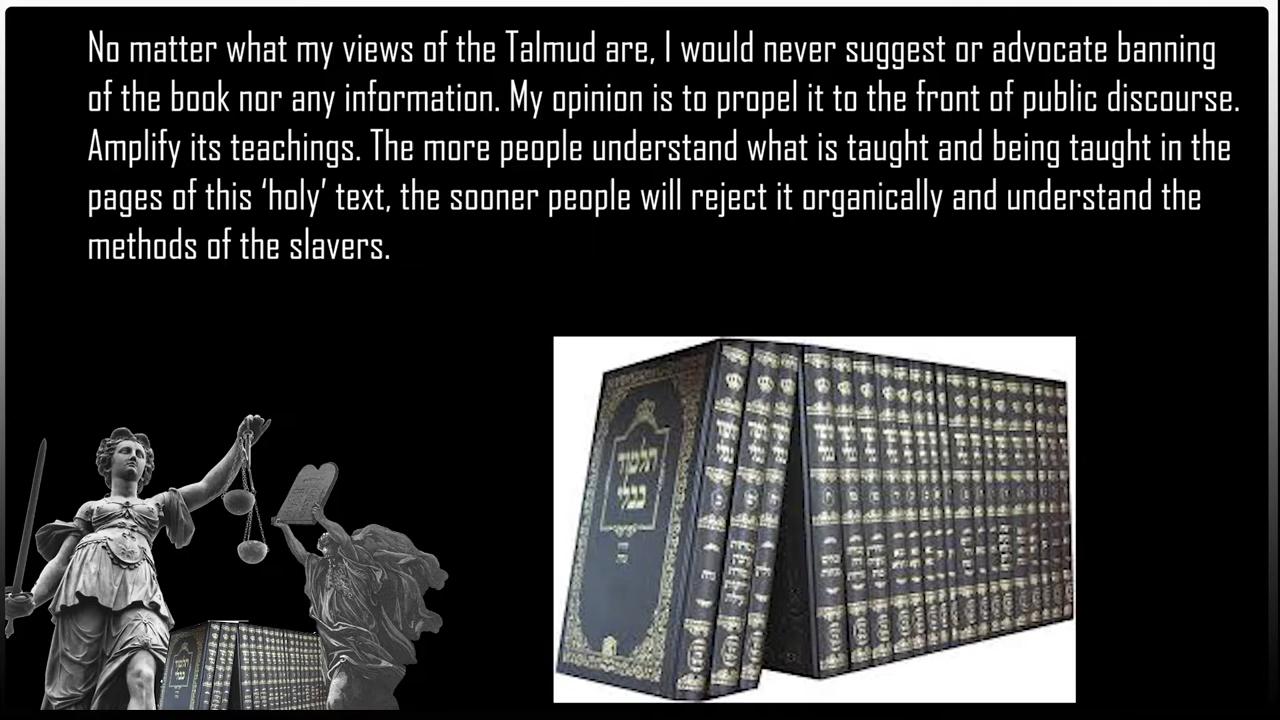 No matter what my views of the Talmud are, I would never suggest or advocate banning
of the book nor any information. My opinion is to propel it to the front of public discourse.
Amplify its teachings. The more people understand what is taught and being taught in the
pages of this ‘holy’ text, the sooner people will reject it organically and understand the
methods of the slavers.
תלמוד
בבלי